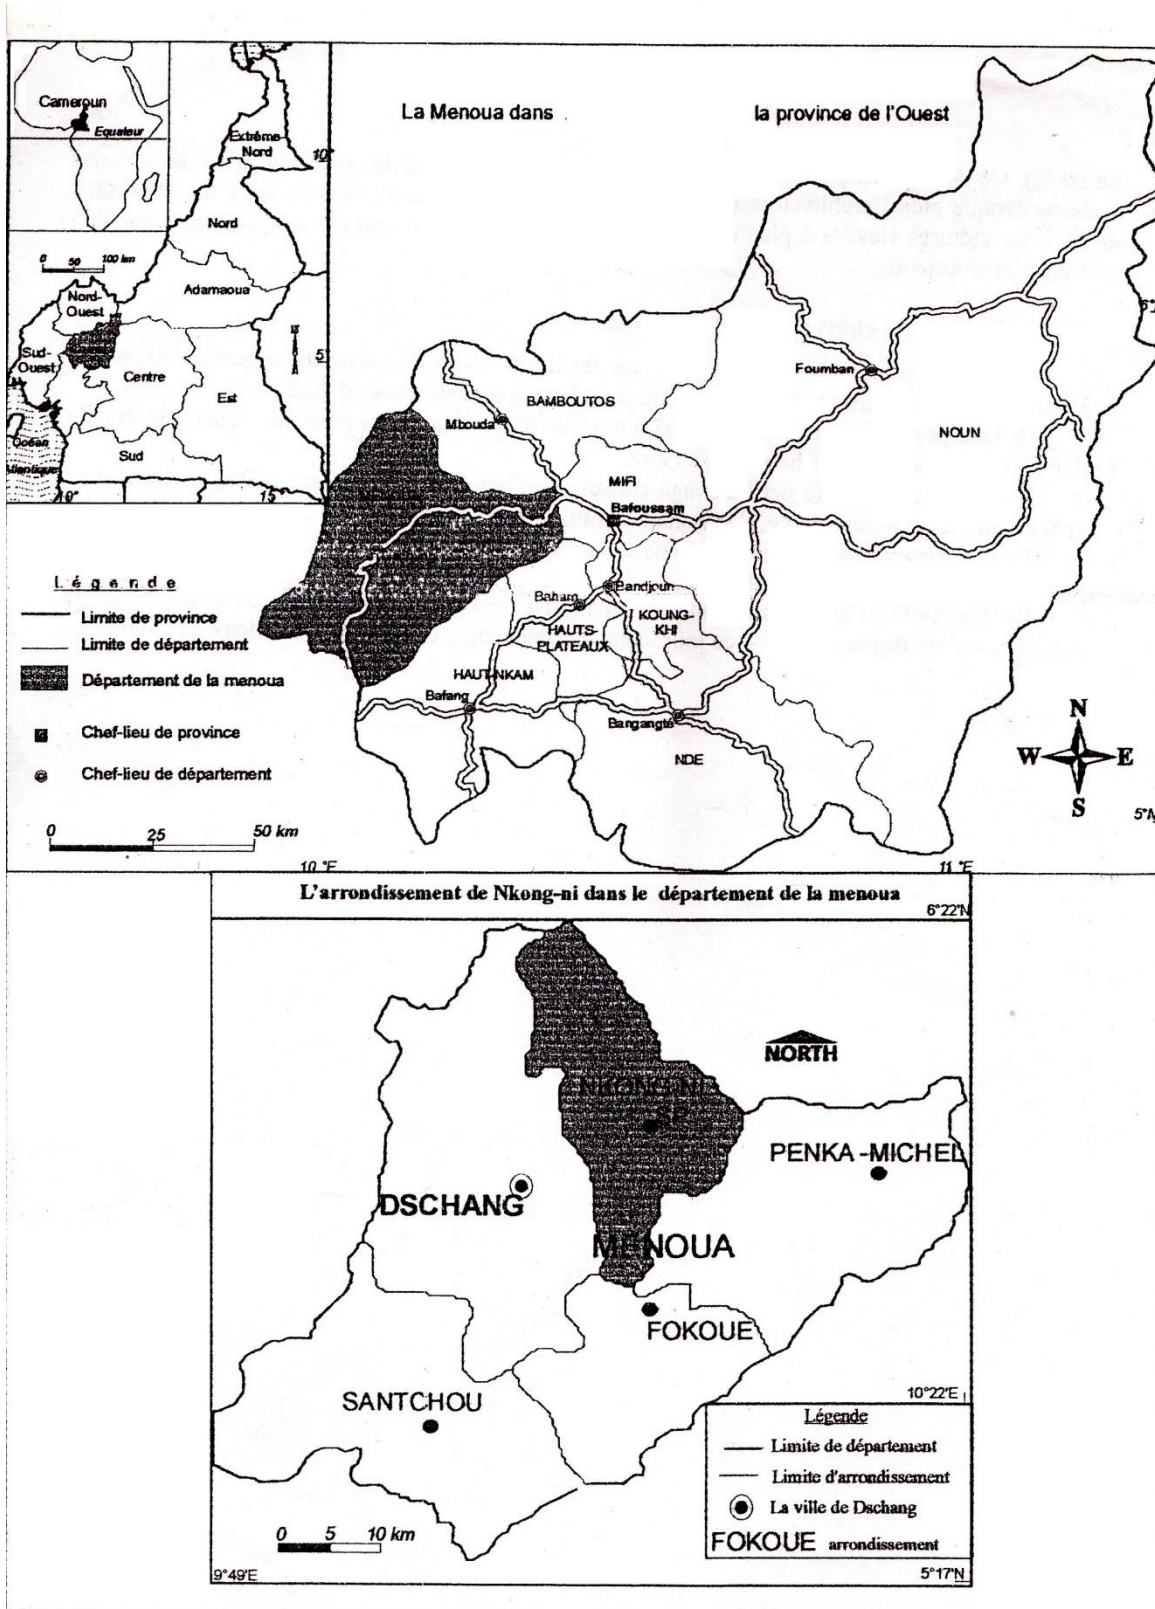 La Menoua dans la province de l'Ouest
Cameroun
Equateur
Extrême-
Nord
10°
Nord
0 50 100 km
Adamaoua
Nord-
Ouest
Sud-
Ouest
5°
Centre
Est
Sud
Océan
Atlantique
10° 15°
Légende
Limite de province
Limite de département
Département de la menoua
Chef-lieu de province
Chef-lieu de département
0 25 50 km
BAMBOUTOS
Mbouda
Foumban
NOUN
MIFI
Bafoussam
Bandjoun
Baham
KOUNG-
KHI
HAUTS-
PLATEAUX
HAUT-NKAM
Bafang
Bangangté
NDE
N
W E
S
5°N
10°E 11°E
L'arrondissement de Nkong-ni dans le département de la menoua
6°22'N
NORTH
NKONG-NI
S.P
PENKA-MICHEL
DSCHANG
MENOUA
FOKOUE
SANTCHOU
10°22'E
Légende
Limite de département
Limite d'arrondissement
La ville de Dschang
FOKOUE arrondissement
0 5 10 km
9°49'E 5°17'N